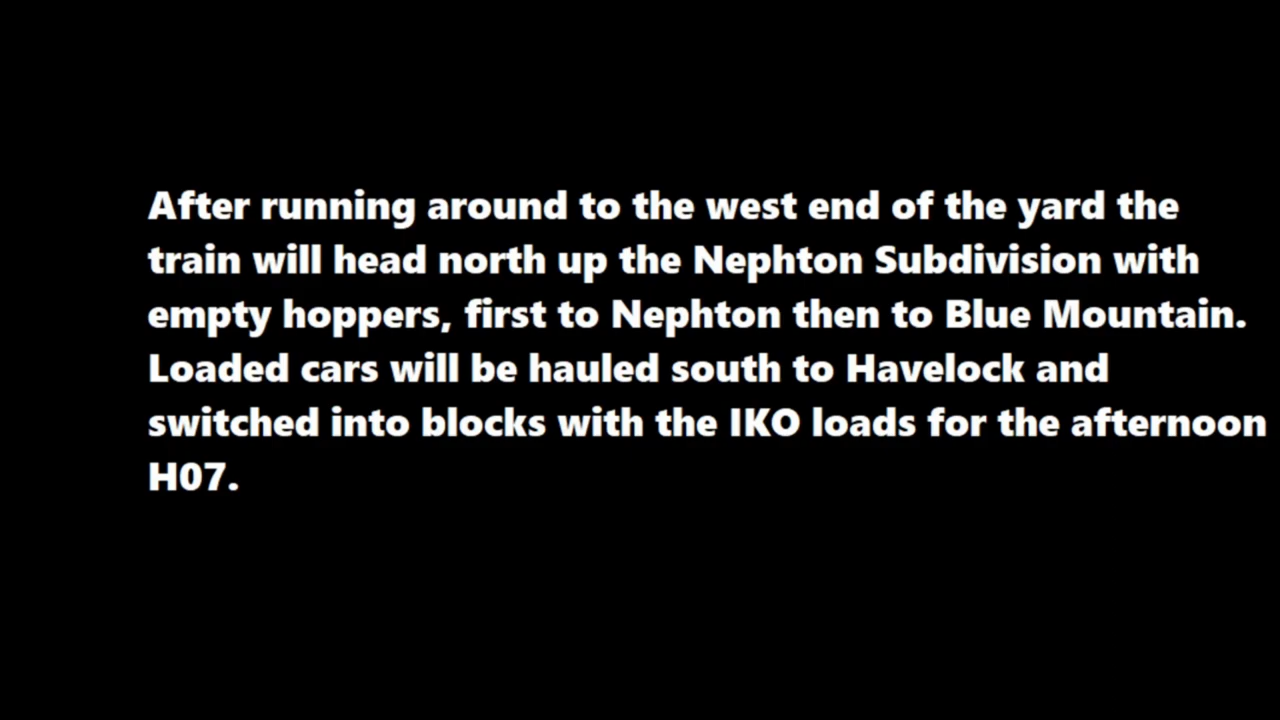 After running around to the west end of the yard the
train will head north up the Nephton Subdivision with
empty hoppers, first to Nephton then to Blue Mountain.
Loaded cars will be hauled south to Havelock and
switched into blocks with the IKO loads for the afternoon
H07.